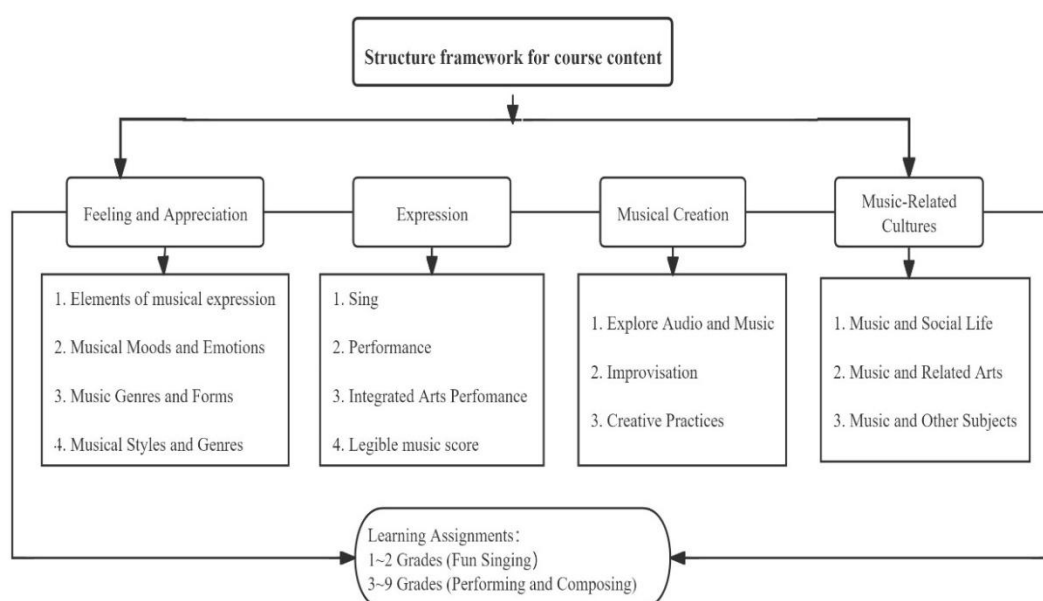 Structure framework for course content
Feeling and Appreciation
Expression
Musical Creation
Music-Related
Cultures
1. Elements of musical expression
2. Musical Moods and Emotions
3. Music Genres and Forms
4. Musical Styles and Genres
1. Sing
2. Performance
3. Integrated Arts Perfomance
4. Legible music score
1. Explore Audio and Music
2. Improvisation
3. Creative Practices
1. Music and Social Life
2. Music and Related Arts
3. Music and Other Subjects
Learning Assignments：
1~2 Grades (Fun Singing）
3~9 Grades (Performing and Composing)